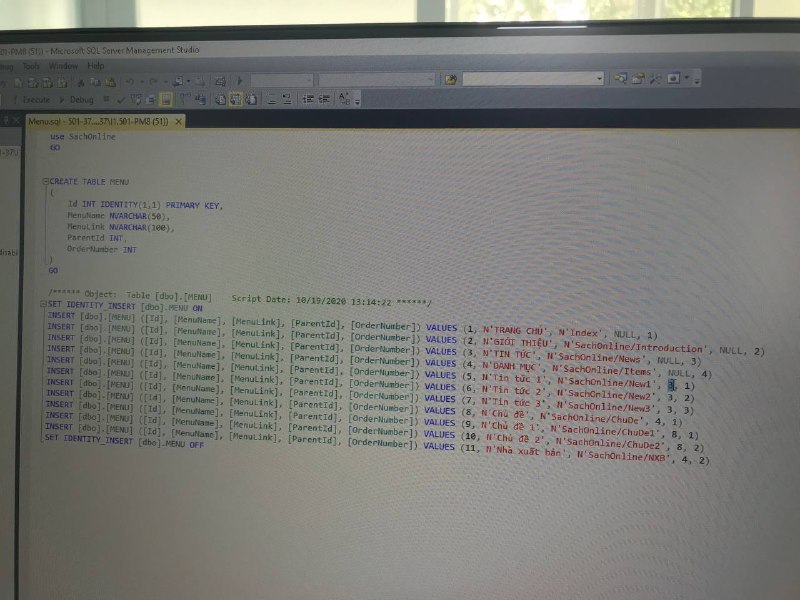 01-PM8 (51)) - Microsoft SQL Server Management Studio
Tools Window Help
Execute Debug
Menu.sql - 501-37....37\I1.501-PM8 (51))
use SachOnline
GO
CREATE TABLE MENU
(
Id INT IDENTITY(1,1) PRIMARY KEY,
MenuName NVARCHAR(50),
MenuLink NVARCHAR(100),
ParentId INT,
OrderNumber INT
)
GO
/****** Object: Table [dbo].[MENU] Script Date: 10/19/2020 13:14:22 ******/
SET IDENTITY_INSERT [dbo].MENU ON
INSERT [dbo].[MENU] ([Id], [MenuName], [MenuLink], [ParentId], [OrderNumber]) VALUES (1, N'TRANG CHỦ', N'Index', NULL, 1)
INSERT [dbo].[MENU] ([Id], [MenuName], [MenuLink], [ParentId], [OrderNumber]) VALUES (2, N'GIỚI THIỆU', N'SachOnline/Introduction', NULL, 2)
INSERT [dbo].[MENU] ([Id], [MenuName], [MenuLink], [ParentId], [OrderNumber]) VALUES (3, N'TIN TỨC', N'SachOnline/News', NULL, 3)
INSERT [dbo].[MENU] ([Id], [MenuName], [MenuLink], [ParentId], [OrderNumber]) VALUES (4, N'DANH MỤC', N'SachOnline/Items', NULL, 4)
INSERT [dbo].[MENU] ([Id], [MenuName], [MenuLink], [ParentId], [OrderNumber]) VALUES (5, N'Tin tức 1', N'SachOnline/New1', 3, 1)
INSERT [dbo].[MENU] ([Id], [MenuName], [MenuLink], [ParentId], [OrderNumber]) VALUES (6, N'Tin tức 2', N'SachOnline/New2', 3, 2)
INSERT [dbo].[MENU] ([Id], [MenuName], [MenuLink], [ParentId], [OrderNumber]) VALUES (7, N'Tin tức 3', N'SachOnline/New3', 3, 3)
INSERT [dbo].[MENU] ([Id], [MenuName], [MenuLink], [ParentId], [OrderNumber]) VALUES (8, N'Chủ đề', N'SachOnline/ChuDe', 4, 1)
INSERT [dbo].[MENU] ([Id], [MenuName], [MenuLink], [ParentId], [OrderNumber]) VALUES (9, N'Chủ đề 1', N'SachOnline/ChuDe1', 8, 1)
INSERT [dbo].[MENU] ([Id], [MenuName], [MenuLink], [ParentId], [OrderNumber]) VALUES (10, N'Chủ đề 2', N'SachOnline/ChuDe2', 8, 2)
INSERT [dbo].[MENU] ([Id], [MenuName], [MenuLink], [ParentId], [OrderNumber]) VALUES (11, N'Nhà xuất bản', N'SachOnline/NXB', 4, 2)
SET IDENTITY_INSERT [dbo].MENU OFF